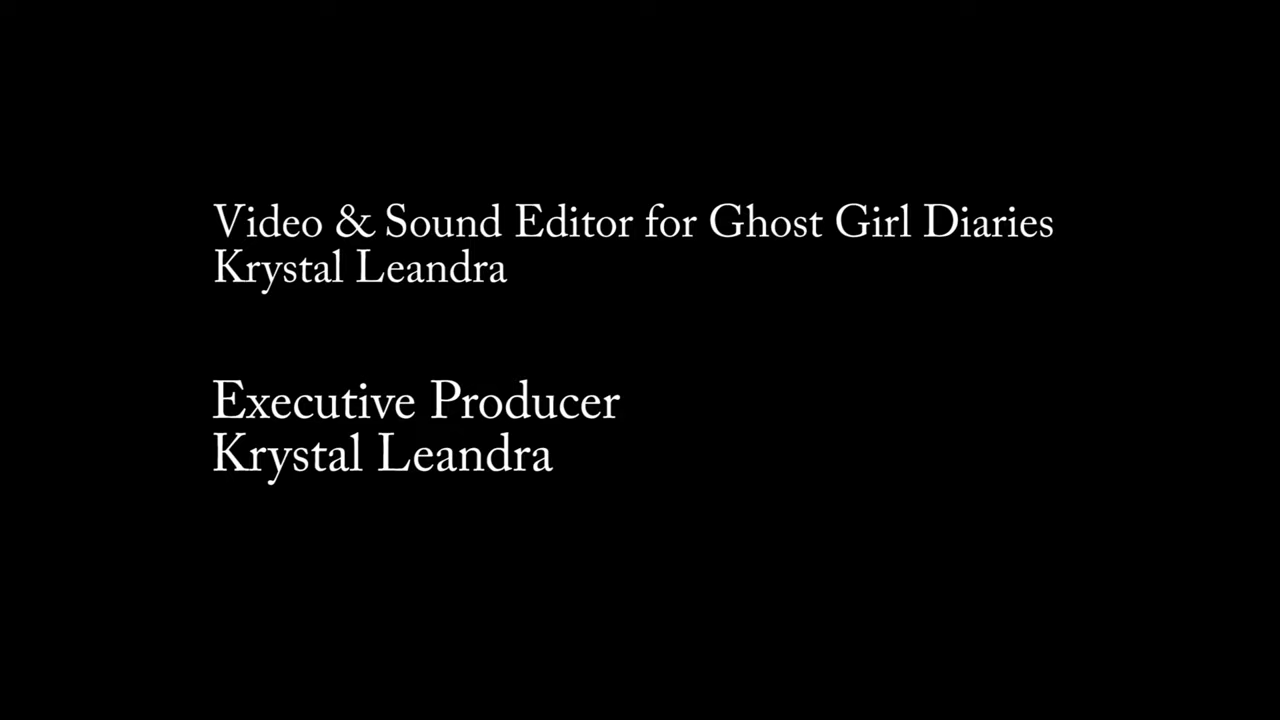 Video & Sound Editor for Ghost Girl Diaries
Krystal Leandra
Executive Producer
Krystal Leandra